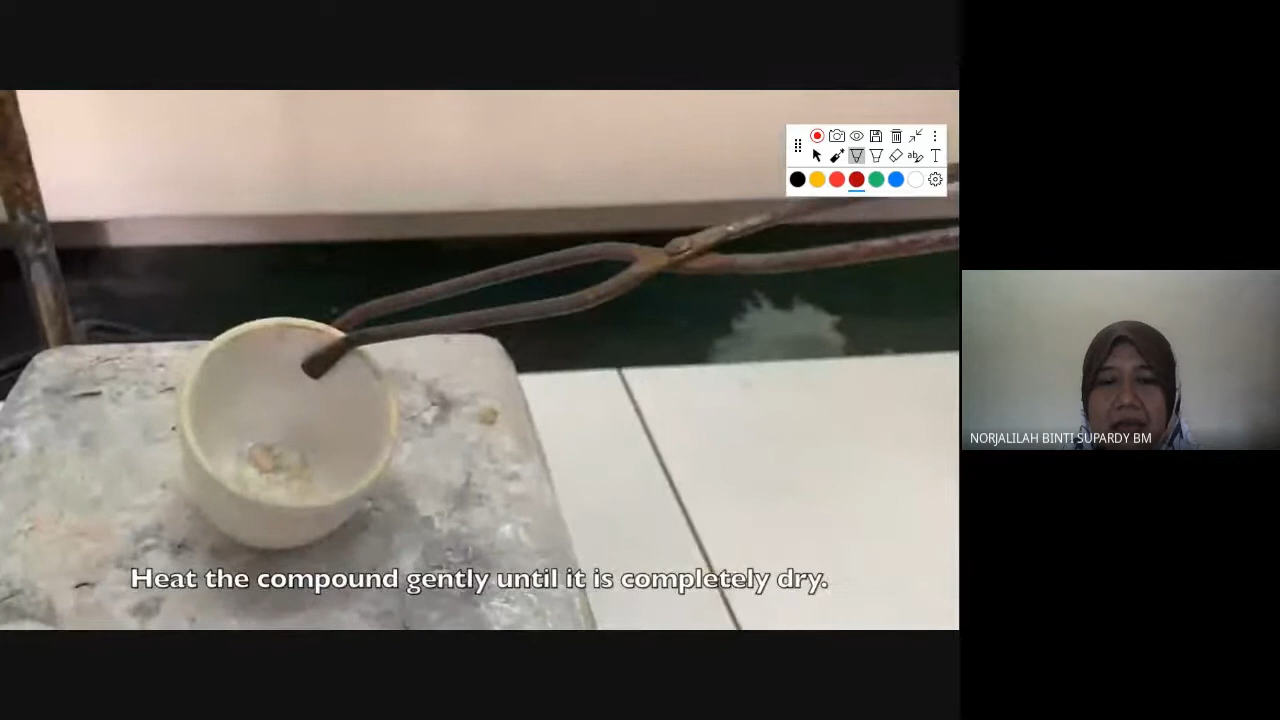 Heat the compound gently until it is completely dry.
NORJALILAH BINTI SUPARDY BM